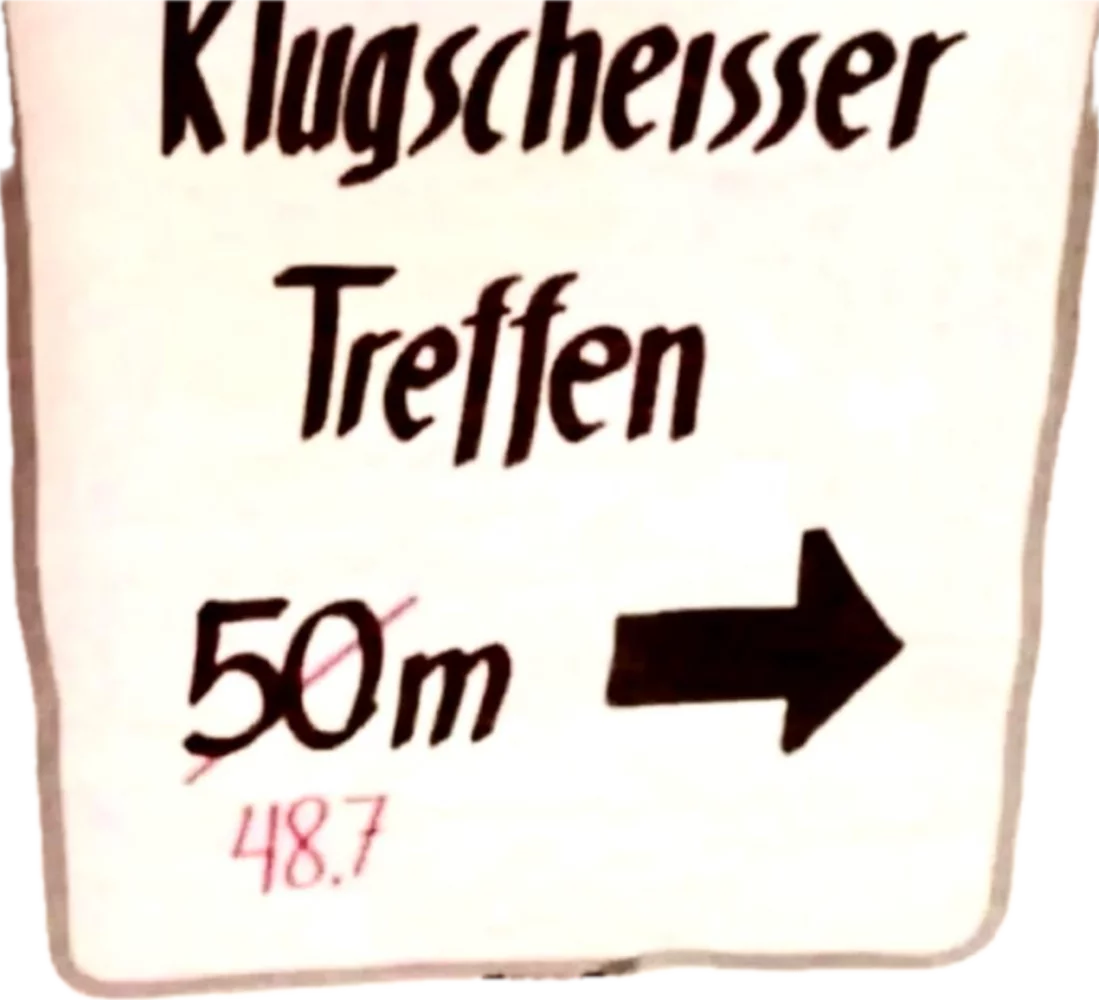 Klugscheisser
Treffen
50m
48.7